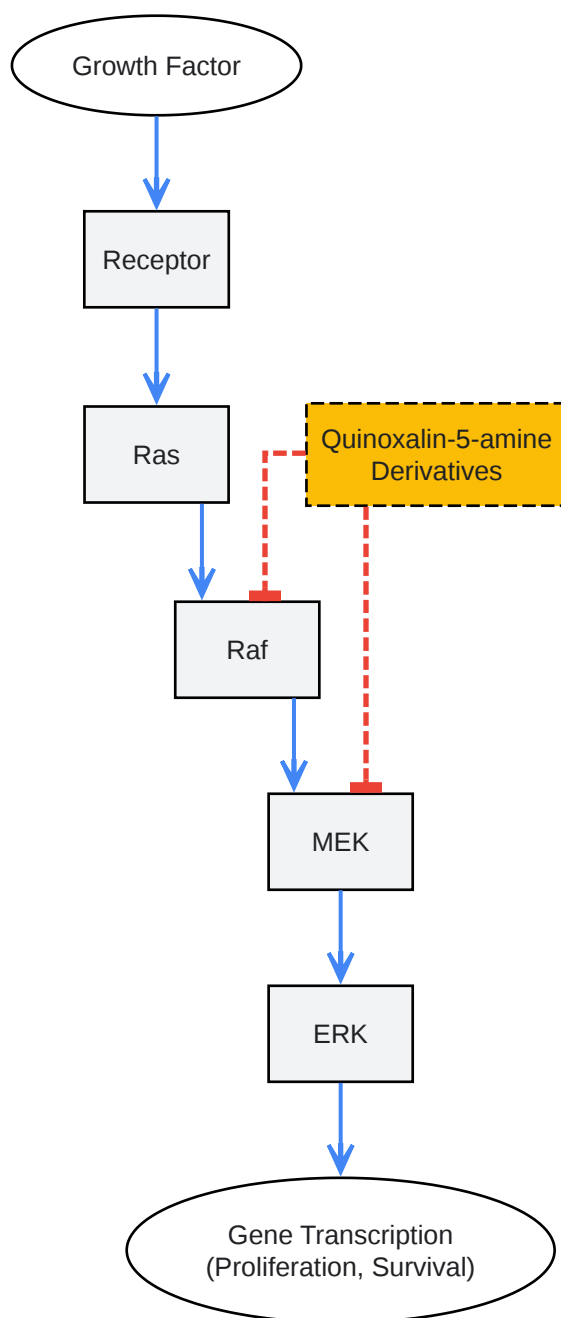 Growth Factor
Receptor
Ras
Quinoxalin-5-amine
Derivatives
Raf
MEK
ERK
Gene Transcription
(Proliferation, Survival)